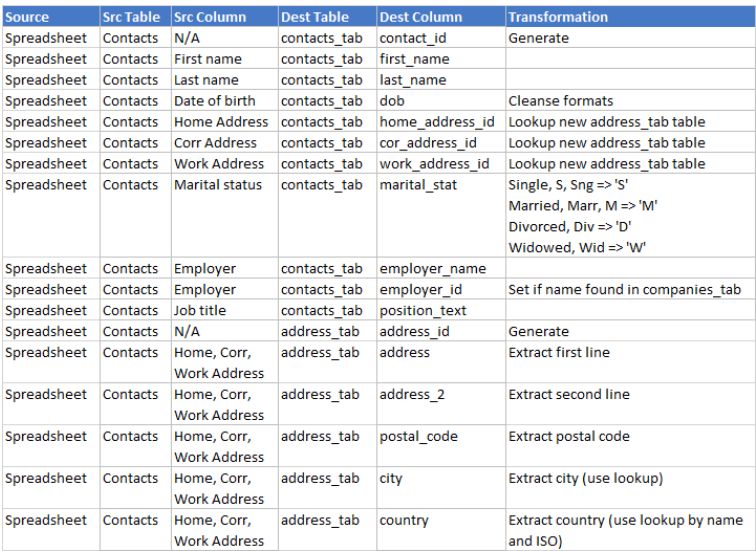 Source Src Table Src Column Dest Table Dest Column Transformation
Spreadsheet Contacts N/A contacts_tab contact_id Generate
Spreadsheet Contacts First name contacts_tab first_name
Spreadsheet Contacts Last name contacts_tab last_name
Spreadsheet Contacts Date of birth contacts_tab dob Cleanse formats
Spreadsheet Contacts Home Address contacts_tab home_address_id Lookup new address_tab table
Spreadsheet Contacts Corr Address contacts_tab cor_address_id Lookup new address_tab table
Spreadsheet Contacts Work Address contacts_tab work_address_id Lookup new address_tab table
Spreadsheet Contacts Marital status contacts_tab marital_stat Single, S, Sng => 'S'
Married, Marr, M => 'M'
Divorced, Div => 'D'
Widowed, Wid => 'W'
Spreadsheet Contacts Employer contacts_tab employer_name
Spreadsheet Contacts Employer contacts_tab employer_id Set if name found in companies_tab
Spreadsheet Contacts Job title contacts_tab position_text
Spreadsheet Contacts N/A address_tab address_id Generate
Spreadsheet Contacts Home, Corr, address_tab address Extract first line
Work Address
Spreadsheet Contacts Home, Corr, address_tab address_2 Extract second line
Work Address
Spreadsheet Contacts Home, Corr, address_tab postal_code Extract postal code
Work Address
Spreadsheet Contacts Home, Corr, address_tab city Extract city (use lookup)
Work Address
Spreadsheet Contacts Home, Corr, address_tab country Extract country (use lookup by name
Work Address and ISO)